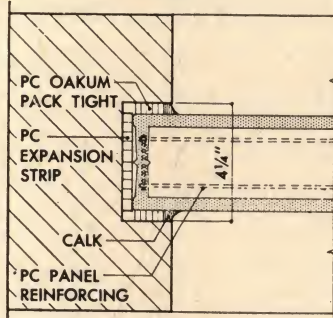 PC OAKUM
PACK TIGHT
PC
EXPANSION
STRIP
4¼"
CALK
PC PANEL
REINFORCING